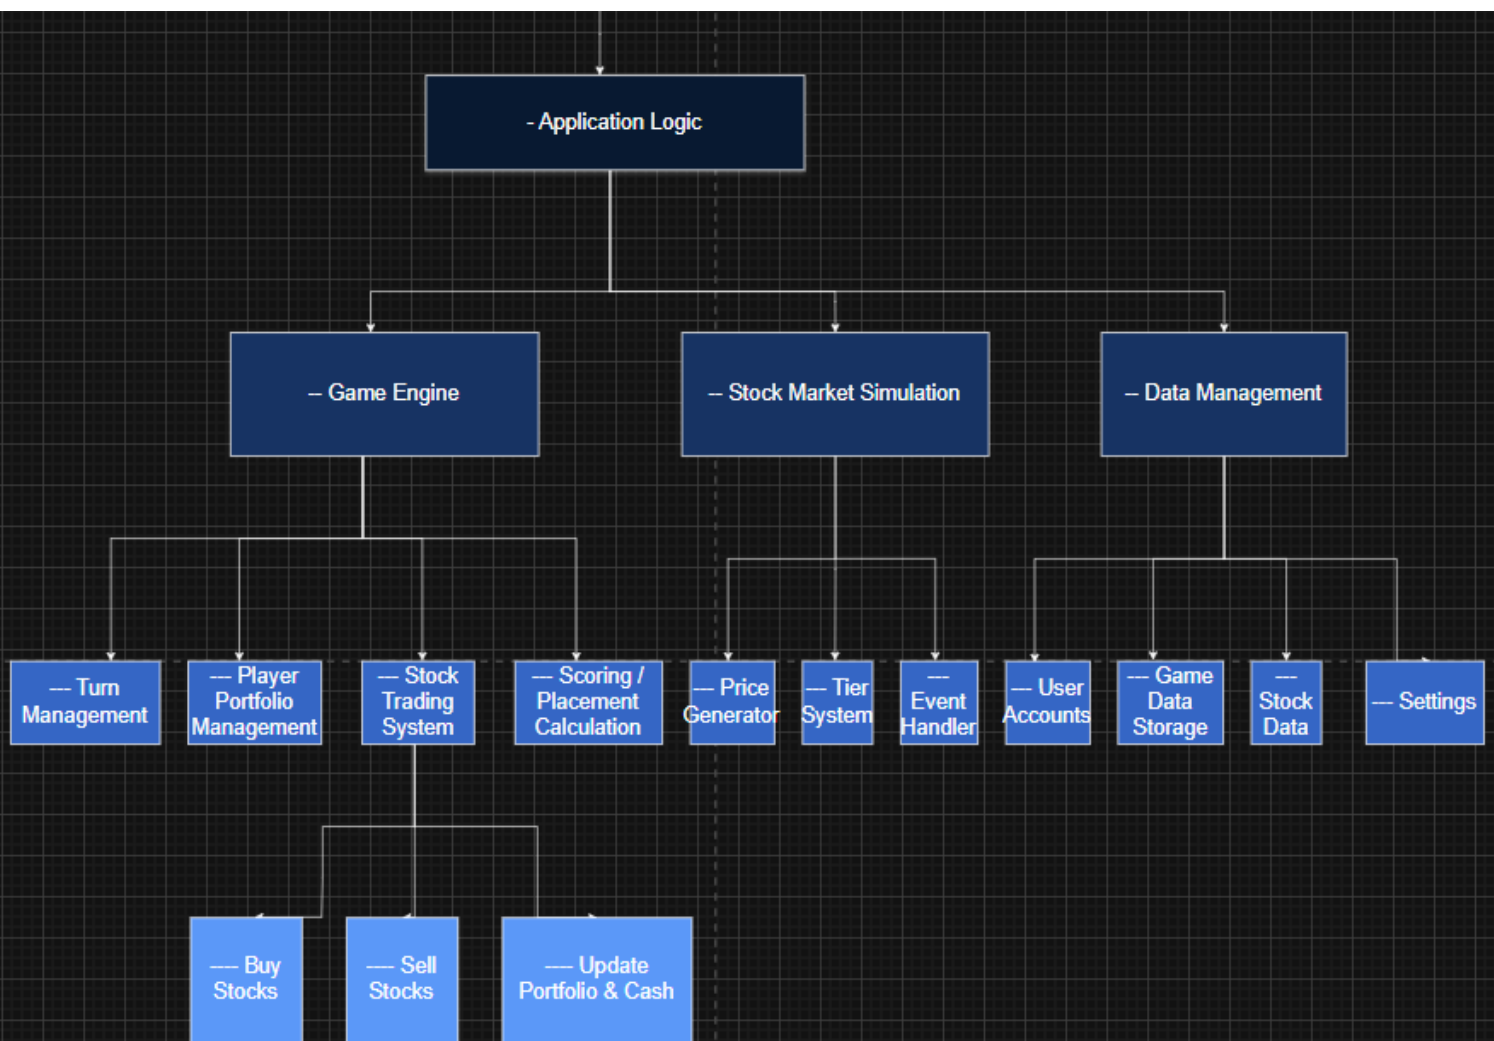 - Application Logic
-- Game Engine
-- Stock Market Simulation
-- Data Management
--- Turn
Management
--- Player
Portfolio
Management
--- Stock
Trading
System
--- Scoring /
Placement
Calculation
--- Price
Generator
--- Tier
System
---
Event
Handler
--- User
Accounts
--- Game
Data
Storage
---
Stock
Data
--- Settings
---- Buy
Stocks
---- Sell
Stocks
---- Update
Portfolio & Cash